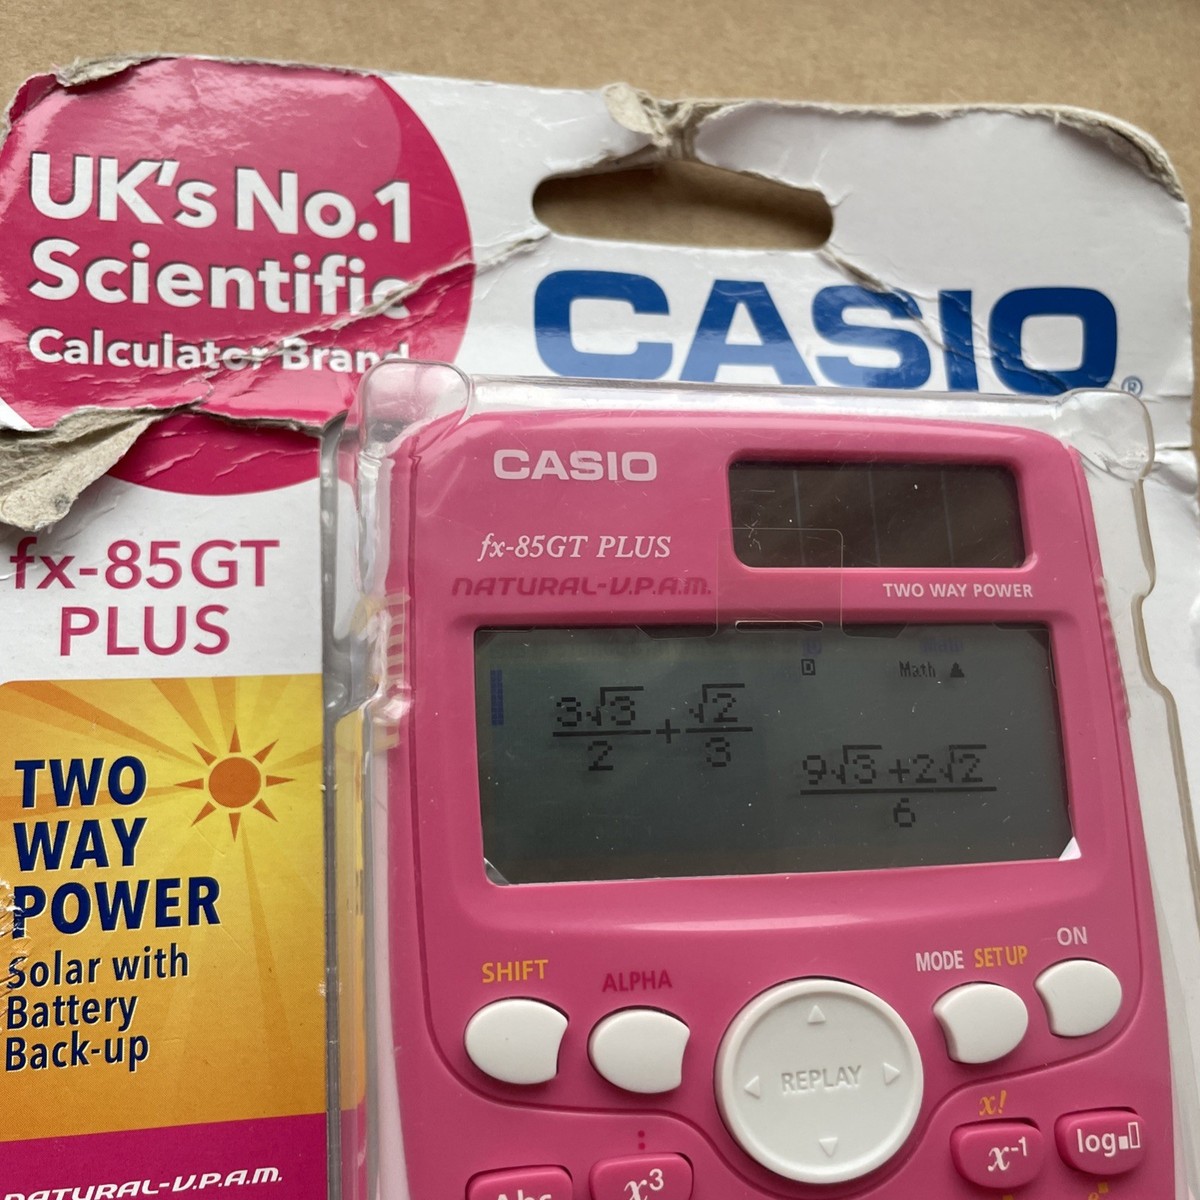 UK's No.1
Scientific
Calculator Brand
CASIO®
fx-85GT
PLUS
TWO
WAY
POWER
Solar with
Battery
Back-up
NATURAL-V.P.A.M.
CASIO
fx-85GT PLUS
NATURAL-V.P.A.M.
TWO WAY POWER
D Math ▲
3√3/2 + √2/3
(9√3+2√2)/6
SHIFT
ALPHA
MODE SETUP
ON
REPLAY
x!
:
Abs
x³
x⁻¹
log